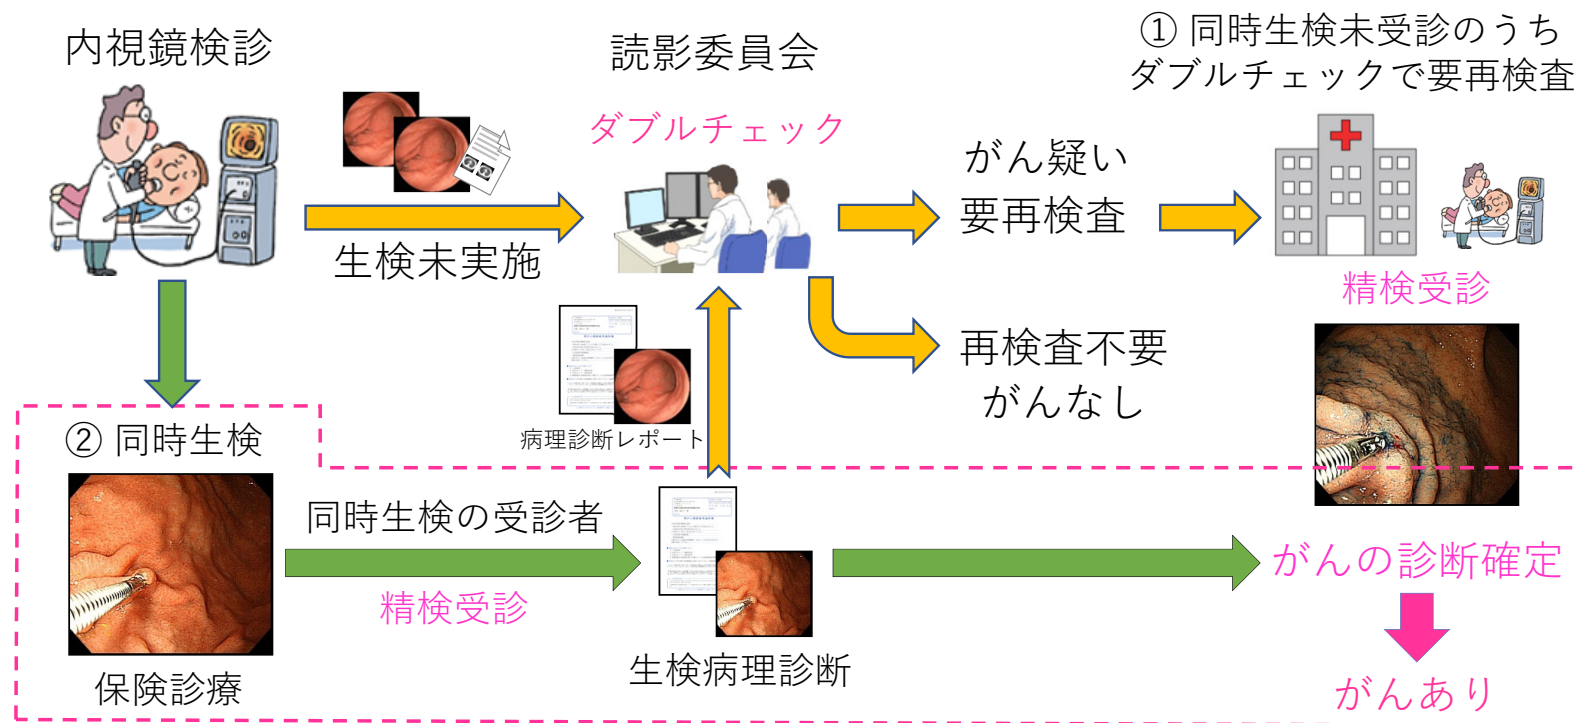 内視鏡検診
読影委員会
① 同時生検未受診のうち
ダブルチェックで要再検査
ダブルチェック
がん疑い
要再検査
生検未実施
精検受診
再検査不要
がんなし
病理診断レポート
② 同時生検
同時生検の受診者
精検受診
がんの診断確定
生検病理診断
保険診療
がんあり